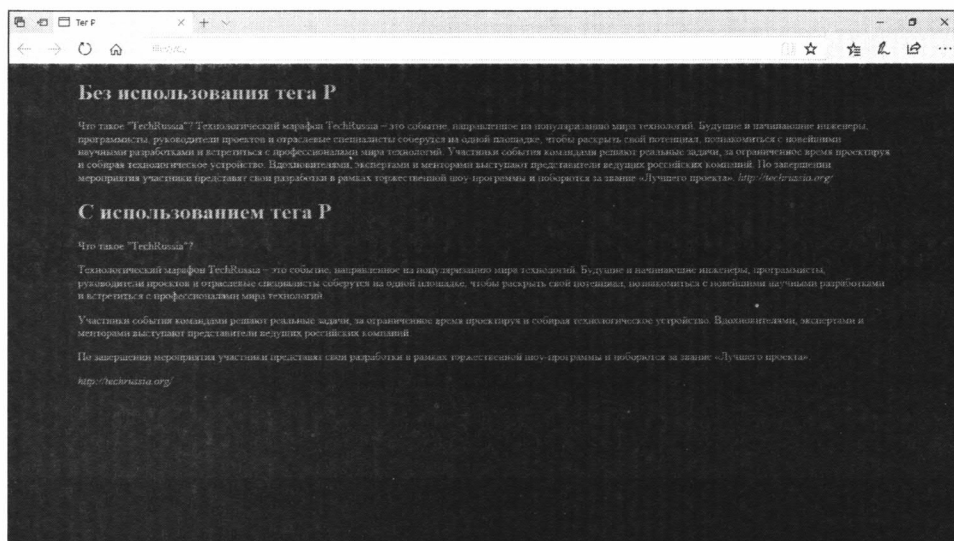 Тег P
Без использования тега P
Что такое "TechRussia"? Технологический марафон TechRussia – это событие, направленное на популяризацию мира технологий. Будущие и начинающие инженеры,
программисты, руководители проектов и отраслевые специалисты соберутся на одной площадке, чтобы раскрыть свой потенциал, познакомиться с новейшими
научными разработками и встретиться с профессионалами мира технологий. Участники события командами решают реальные задачи, за ограниченное время проектируя
и собирая технологическое устройство. Вдохновителями, экспертами и менторами выступают представители ведущих российских компаний. По завершении
мероприятия участники представят свои разработки в рамках торжественной шоу-программы и поборются за звание «Лучшего проекта». http://techrussia.org/
С использованием тега P
Что такое "TechRussia"?
Технологический марафон TechRussia – это событие, направленное на популяризацию мира технологий. Будущие и начинающие инженеры, программисты,
руководители проектов и отраслевые специалисты соберутся на одной площадке, чтобы раскрыть свой потенциал, познакомиться с новейшими научными разработками
и встретиться с профессионалами мира технологий.
Участники события командами решают реальные задачи, за ограниченное время проектируя и собирая технологическое устройство. Вдохновителями, экспертами и
менторами выступают представители ведущих российских компаний.
По завершении мероприятия участники представят свои разработки в рамках торжественной шоу-программы и поборются за звание «Лучшего проекта».
http://techrussia.org/